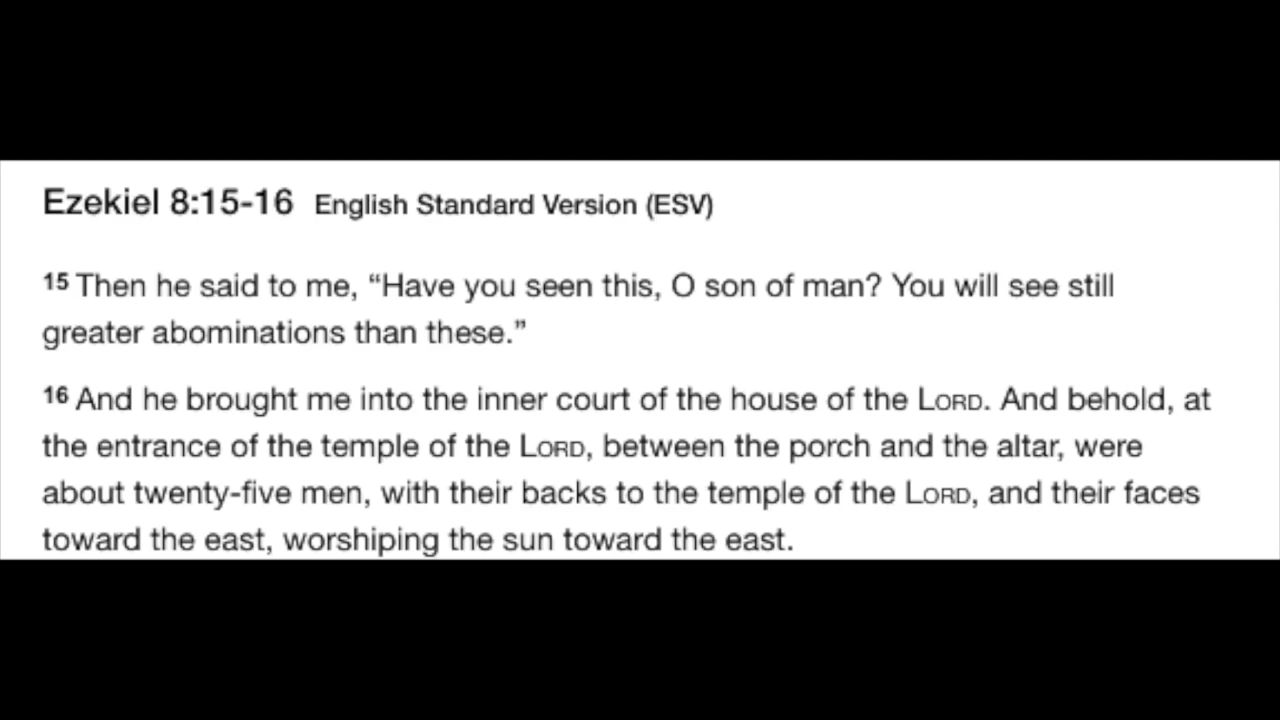 Ezekiel 8:15-16 English Standard Version (ESV)
15 Then he said to me, “Have you seen this, O son of man? You will see still
greater abominations than these.”
16 And he brought me into the inner court of the house of the LORD. And behold, at
the entrance of the temple of the LORD, between the porch and the altar, were
about twenty-five men, with their backs to the temple of the LORD, and their faces
toward the east, worshiping the sun toward the east.